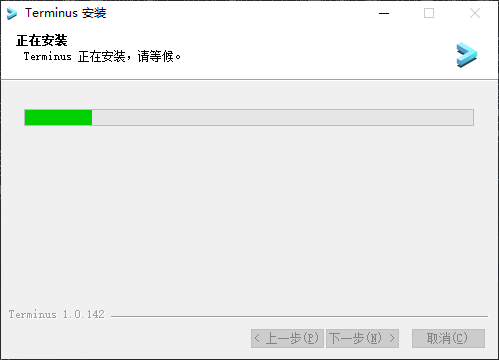 Terminus 安装
正在安装
Terminus 正在安装，请等候。
Terminus 1.0.142
< 上一步(P) 下一步(N) > 取消(C)